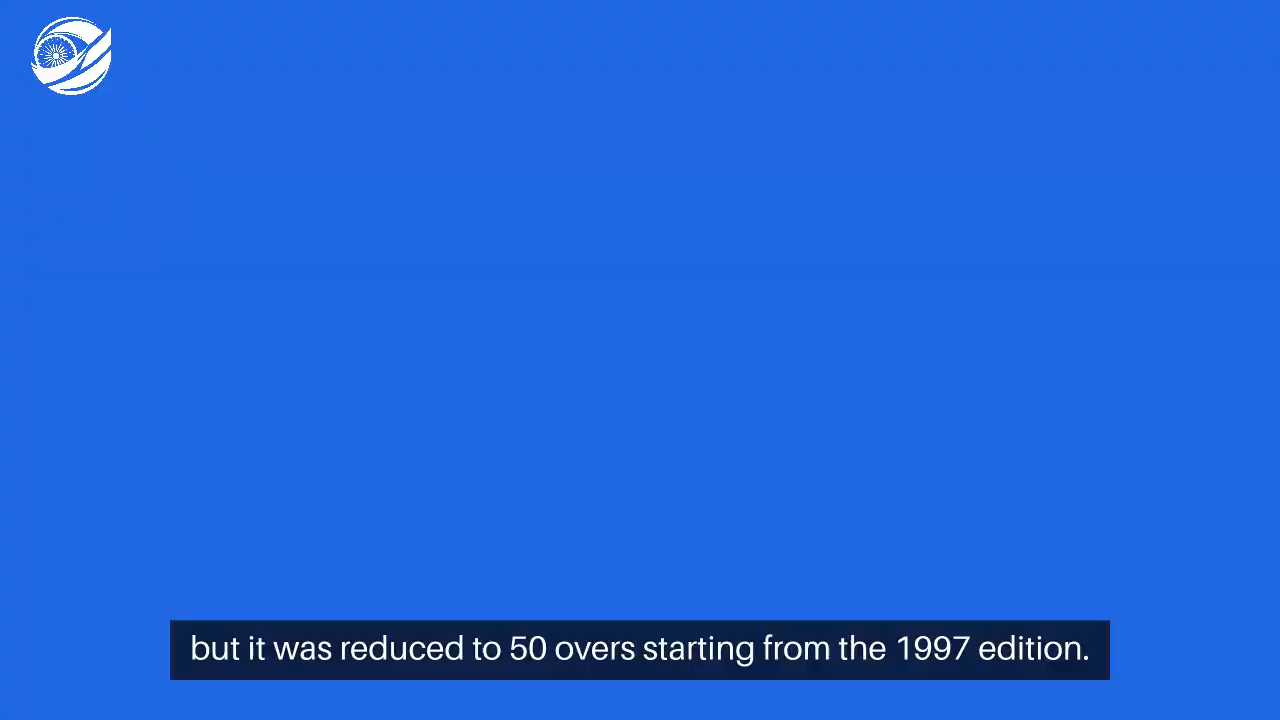 but it was reduced to 50 overs starting from the 1997 edition.